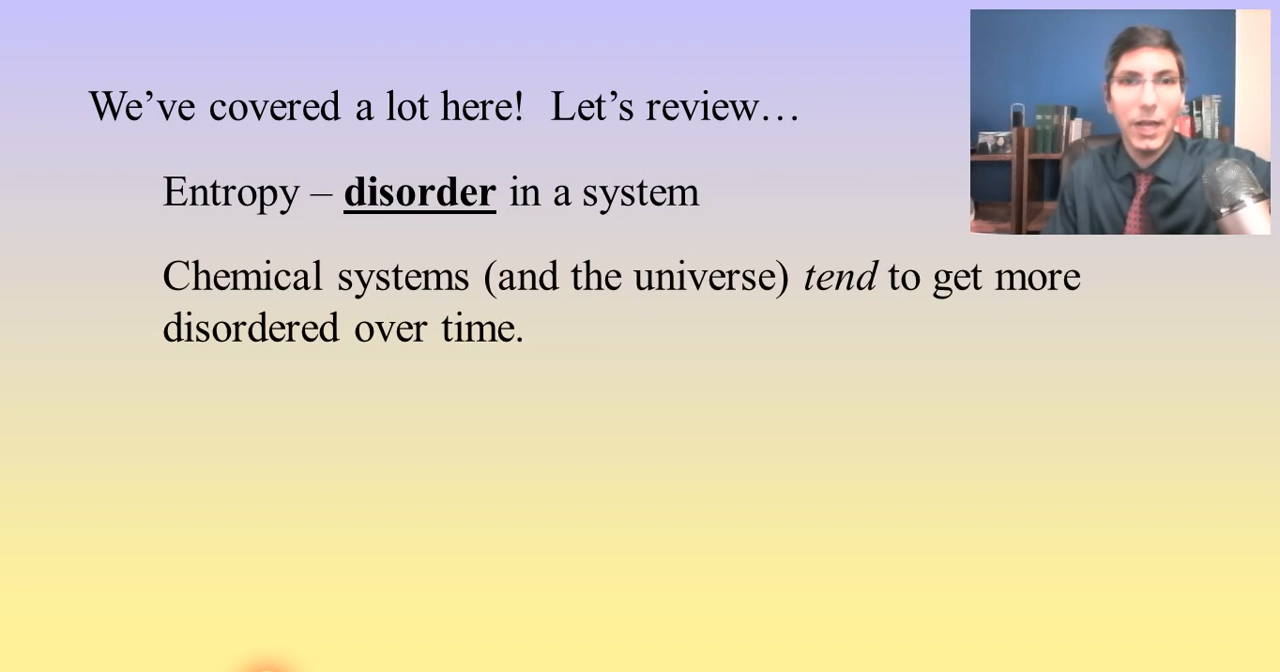 We’ve covered a lot here!  Let’s review…
Entropy – disorder in a system
Chemical systems (and the universe) tend to get more
disordered over time.